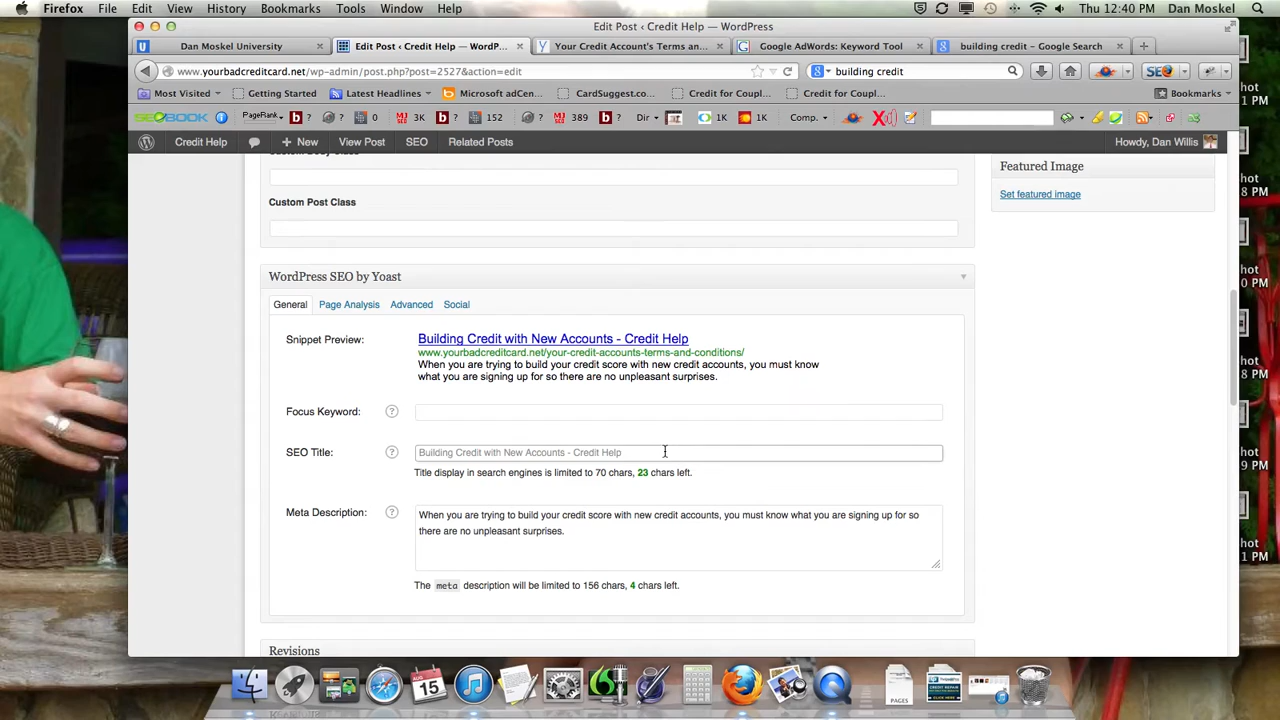 Firefox File Edit View History Bookmarks Tools Window Help Thu 12:40 PM Dan Moskel
Edit Post ‹ Credit Help — WordPress
Dan Moskel University × Edit Post ‹ Credit Help — WordP... × Your Credit Account's Terms an... × Google AdWords: Keyword Tool × building credit – Google Search × +
www.yourbadcreditcard.net/wp-admin/post.php?post=2527&action=edit building credit
Most Visited Getting Started Latest Headlines Microsoft adCen... CardSuggest.co... Credit for Coupl... Credit for Coupl... Bookmarks
SEOBOOK PageRank: ? ? 0 3K ? 152 ? 389 ? Dir 1K 1K Comp.
Credit Help + New View Post SEO Related Posts Howdy, Dan Willis
Custom Post Class
Featured Image
Set featured image
WordPress SEO by Yoast
General Page Analysis Advanced Social
Snippet Preview: Building Credit with New Accounts - Credit Help
www.yourbadcreditcard.net/your-credit-accounts-terms-and-conditions/
When you are trying to build your credit score with new credit accounts, you must know
what you are signing up for so there are no unpleasant surprises.
Focus Keyword: ?
SEO Title: ? Building Credit with New Accounts - Credit Help
Title display in search engines is limited to 70 chars, 23 chars left.
Meta Description: ? When you are trying to build your credit score with new credit accounts, you must know what you are signing up for so
there are no unpleasant surprises.
The meta description will be limited to 156 chars, 4 chars left.
Revisions